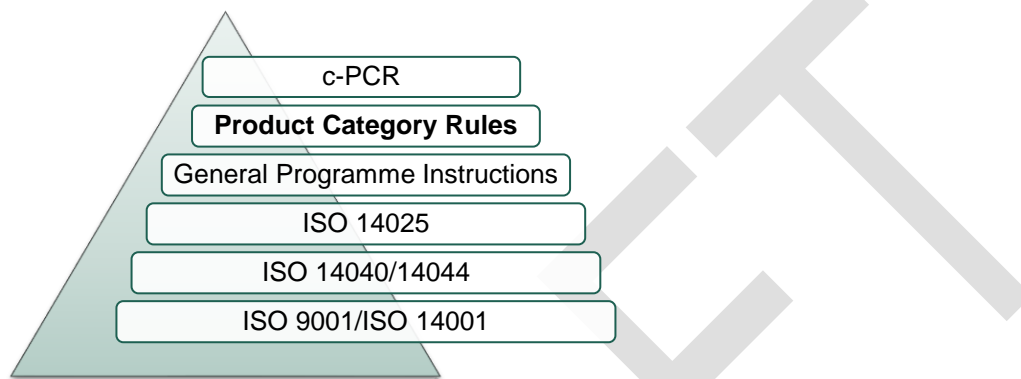 c-PCR
Product Category Rules
General Programme Instructions
ISO 14025
ISO 14040/14044
ISO 9001/ISO 14001